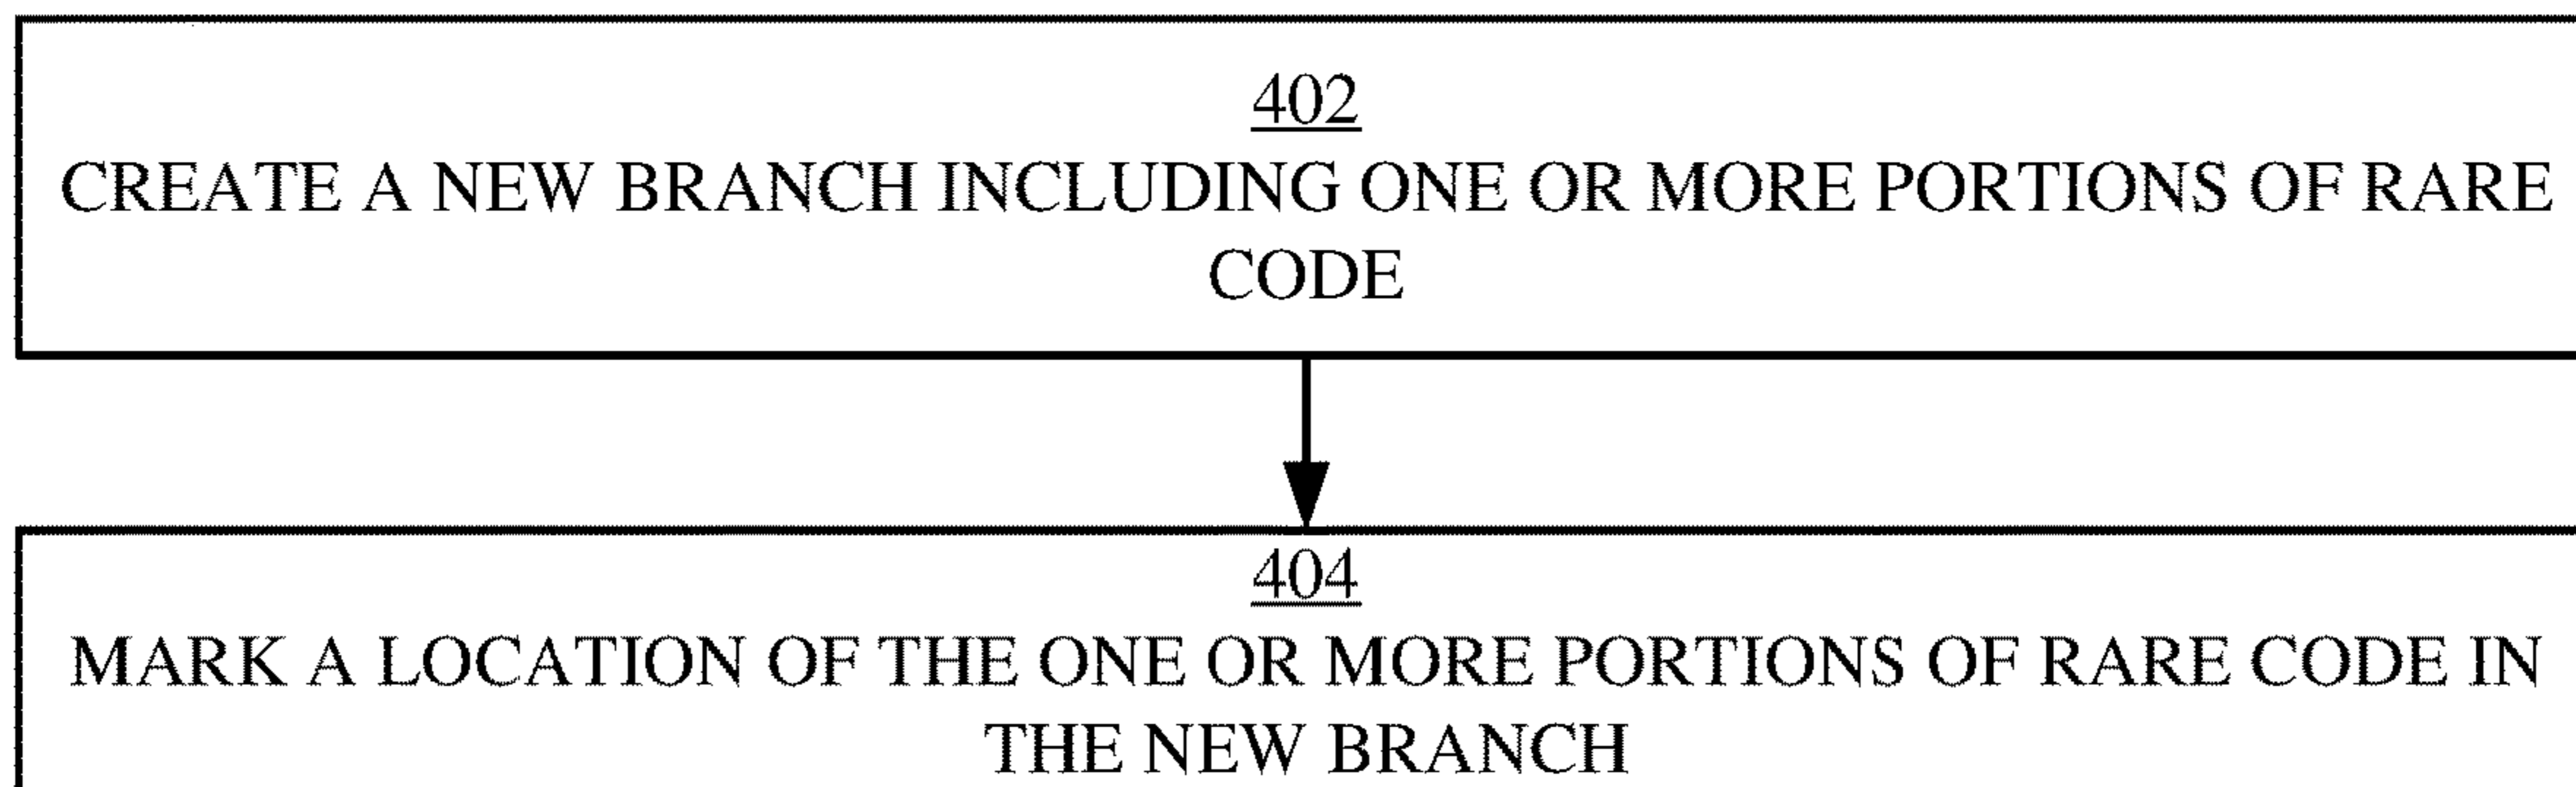 402
CREATE A NEW BRANCH INCLUDING ONE OR MORE PORTIONS OF RARE
CODE
404
MARK A LOCATION OF THE ONE OR MORE PORTIONS OF RARE CODE IN
THE NEW BRANCH